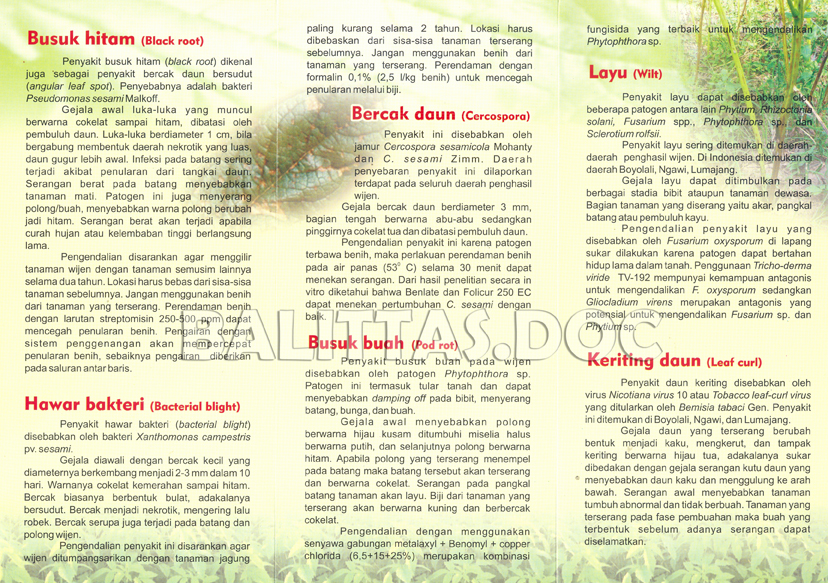 Busuk hitam (Black root)
Penyakit busuk hitam (black root) dikenal
juga sebagai penyakit bercak daun bersudut
(angular leaf spot). Penyebabnya adalah bakteri
Pseudomonas sesami Malkoff.
Gejala awal luka-luka yang muncul
berwarna cokelat sampai hitam, dibatasi oleh
pembuluh daun. Luka-luka berdiameter 1 cm, bila
bergabung membentuk daerah nekrotik yang luas,
daun gugur lebih awal. Infeksi pada batang sering
terjadi akibat penularan dari tangkai daun.
Serangan berat pada batang menyebabkan
tanaman mati. Patogen ini juga menyerang
polong/buah, menyebabkan warna polong berubah
jadi hitam. Serangan berat akan terjadi apabila
curah hujan atau kelembaban tinggi berlangsung
lama.
Pengendalian disarankan agar menggilir
tanaman wijen dengan tanaman semusim lainnya
selama dua tahun. Lokasi harus bebas dari sisa-sisa
tanaman sebelumnya. Jangan menggunakan benih
dari tanaman yang terserang. Perendaman benih
dengan larutan streptomisin 250-500 ppm dapat
mencegah penularan benih. Pengairan dengan
sistem penggenangan akan mempercepat
penularan benih, sebaiknya pengairan diberikan
pada saluran antar baris.
Hawar bakteri (Bacterial blight)
Penyakit hawar bakteri (bacterial blight)
disebabkan oleh bakteri Xanthomonas campestris
pv. sesami.
Gejala diawali dengan bercak kecil yang
diameternya berkembang menjadi 2-3 mm dalam 10
hari. Warnanya cokelat kemerahan sampai hitam.
Bercak biasanya berbentuk bulat, adakalanya
bersudut. Bercak menjadi nekrotik, mengering lalu
robek. Bercak serupa juga terjadi pada batang dan
polong wijen.
Pengendalian penyakit ini disarankan agar
wijen ditumpangsarikan dengan tanaman jagung
paling kurang selama 2 tahun. Lokasi harus
dibebaskan dari sisa-sisa tanaman terserang
sebelumnya. Jangan menggunakan benih dari
tanaman yang terserang. Perendaman dengan
formalin 0,1% (2,5 l/kg benih) untuk mencegah
penularan melalui biji.
Bercak daun (Cercospora)
Penyakit ini disebabkan oleh
jamur Cercospora sesamicola Mohanty
dan C. sesami Zimm. Daerah
penyebaran penyakit ini dilaporkan
terdapat pada seluruh daerah penghasil
wijen.
Gejala bercak daun berdiameter 3 mm,
bagian tengah berwarna abu-abu sedangkan
pinggirnya cokelat tua dan dibatasi pembuluh daun.
Pengendalian penyakit ini karena patogen
terbawa benih, maka perlakuan perendaman benih
pada air panas (53° C) selama 30 menit dapat
menekan serangan. Dari hasil penelitian secara in
vitro diketahui bahwa Benlate dan Folicur 250 EC
dapat menekan pertumbuhan C. sesami dengan
baik.
Busuk buah (Pod rot)
Penyakit busuk buah pada wijen
disebabkan oleh patogen Phytophthora sp.
Patogen ini termasuk tular tanah dan dapat
menyebabkan damping off pada bibit, menyerang
batang, bunga, dan buah.
Gejala awal menyebabkan polong
berwarna hijau kusam ditumbuhi miselia halus
berwarna putih, dan selanjutnya polong berwarna
hitam. Apabila polong yang terserang menempel
pada batang maka batang tersebut akan terserang
dan berwarna cokelat. Serangan pada pangkal
batang tanaman akan layu. Biji dari tanaman yang
terserang akan berwarna kuning dan berbercak
cokelat.
Pengendalian dengan menggunakan
senyawa gabungan metalaxyl + Benomyl + copper
chlorida (6,5+15+25%) merupakan kombinasi
fungisida yang terbaik untuk mengendalikan
Phytophthora sp.
Layu (Wilt)
Penyakit layu dapat disebabkan oleh
beberapa patogen antara lain Phytium, Rhizoctania
solani, Fusarium spp., Phytophthora sp., dan
Sclerotium rolfsii.
Penyakit layu sering ditemukan di daerah-
daerah penghasil wijen. Di Indonesia ditemukan di
daerah Boyolali, Ngawi, Lumajang.
Gejala layu dapat ditimbulkan pada
berbagai stadia bibit ataupun tanaman dewasa.
Bagian tanaman yang diserang yaitu akar, pangkal
batang atau pembuluh kayu.
Pengendalian penyakit layu yang
disebabkan oleh Fusarium oxysporum di lapang
sukar dilakukan karena patogen dapat bertahan
hidup lama dalam tanah. Penggunaan Tricho-derma
viride TV-192 mempunyai kemampuan antagonis
untuk mengendalikan F. oxysporum sedangkan
Gliocladium virens merupakan antagonis yang
potensial untuk mengendalikan Fusarium sp. dan
Phytium sp.
Keriting daun (Leaf curl)
Penyakit daun keriting disebabkan oleh
virus Nicotiana virus 10 atau Tobacco leaf-curl virus
yang ditularkan oleh Bemisia tabaci Gen. Penyakit
ini ditemukan di Boyolali, Ngawi, dan Lumajang.
Gejala daun yang terserang berubah
bentuk menjadi kaku, mengkerut, dan tampak
keriting berwarna hijau tua, adakalanya sukar
dibedakan dengan gejala serangan kutu daun yang
menyebabkan daun kaku dan menggulung ke arah
bawah. Serangan awal menyebabkan tanaman
tumbuh abnormal dan tidak berbuah. Tanaman yang
terserang pada fase pembuahan maka buah yang
terbentuk sebelum adanya serangan dapat
diselamatkan.
BALITTAS.DOC